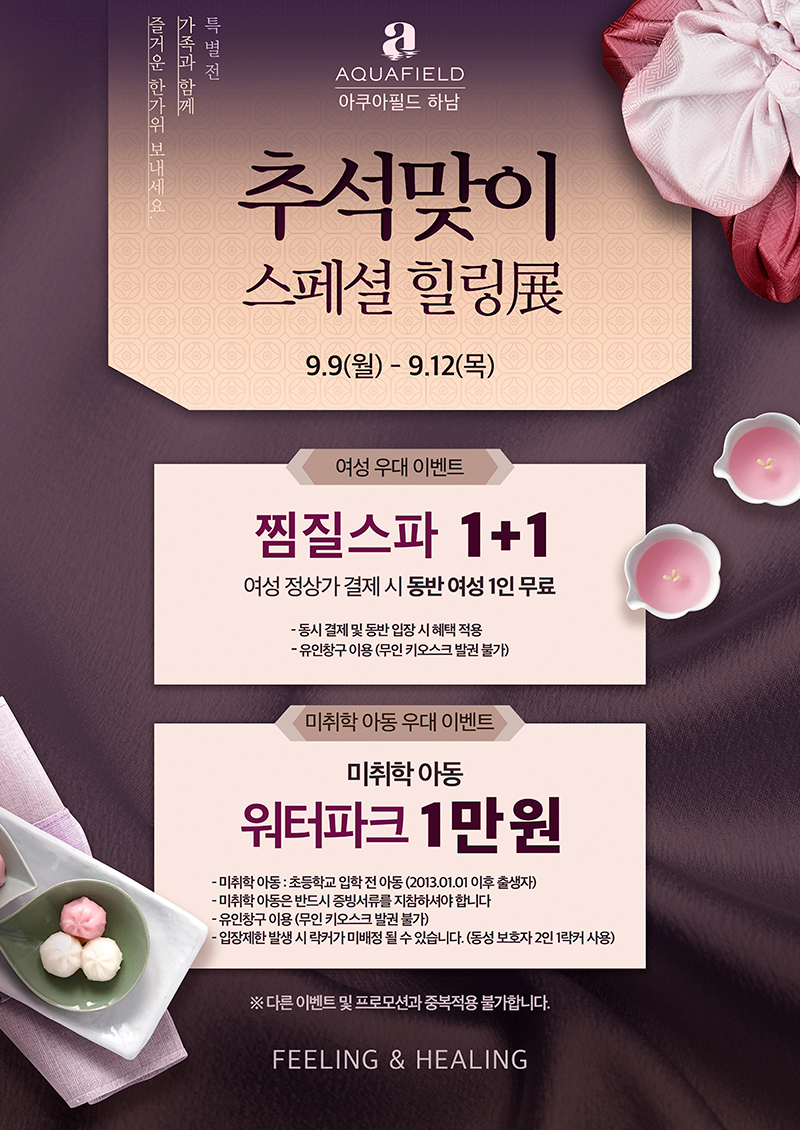 특별전
가족과 함께
즐거운 한가위 보내세요.
a
AQUAFIELD
아쿠아필드 하남
추석맞이
스페셜 힐링展
9.9(월) - 9.12(목)
여성 우대 이벤트
찜질스파 1+1
여성 정상가 결제 시 동반 여성 1인 무료
- 동시 결제 및 동반 입장 시 혜택 적용
- 유인창구 이용 (무인 키오스크 발권 불가)
미취학 아동 우대 이벤트
미취학 아동
워터파크 1만원
- 미취학 아동 : 초등학교 입학 전 아동 (2013.01.01 이후 출생자)
- 미취학 아동은 반드시 증빙서류를 지참하셔야 합니다
- 유인창구 이용 (무인 키오스크 발권 불가)
- 입장제한 발생 시 락커가 미배정 될 수 있습니다. (동성 보호자 2인 1락커 사용)
※ 다른 이벤트 및 프로모션과 중복적용 불가합니다.
FEELING & HEALING